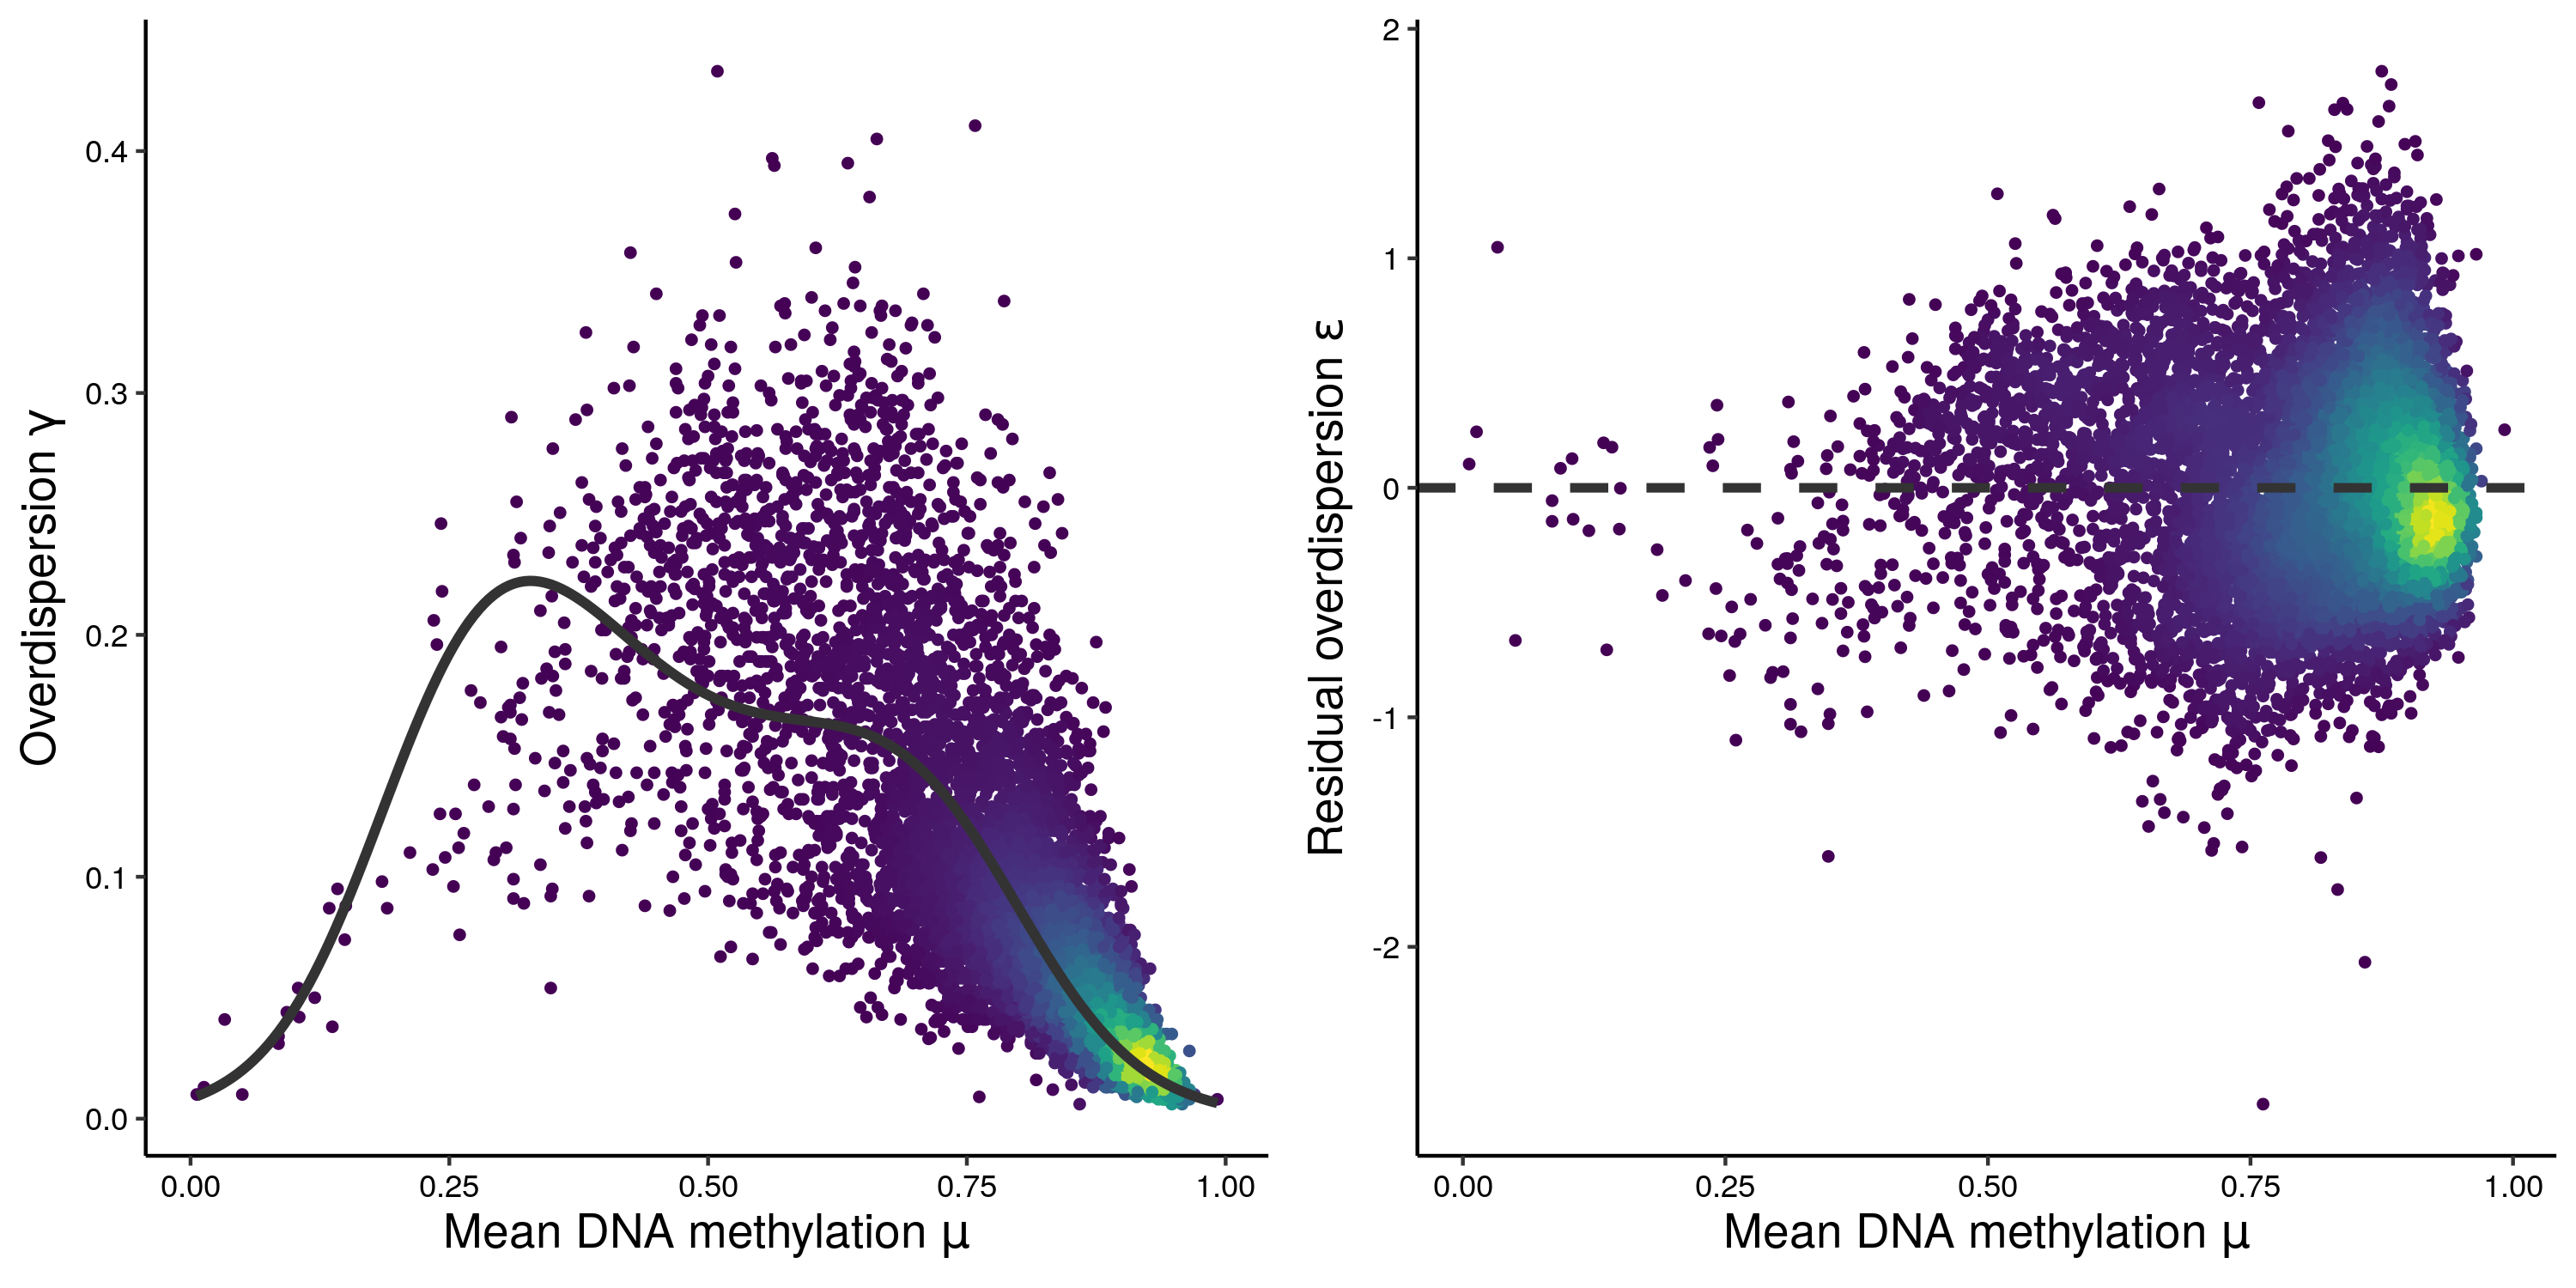 Overdispersion γ
0.4
0.3
0.2
0.1
0.0
0.00 0.25 0.50 0.75 1.00
Mean DNA methylation μ
Residual overdispersion ε
2
1
0
-1
-2
0.00 0.25 0.50 0.75 1.00
Mean DNA methylation μ